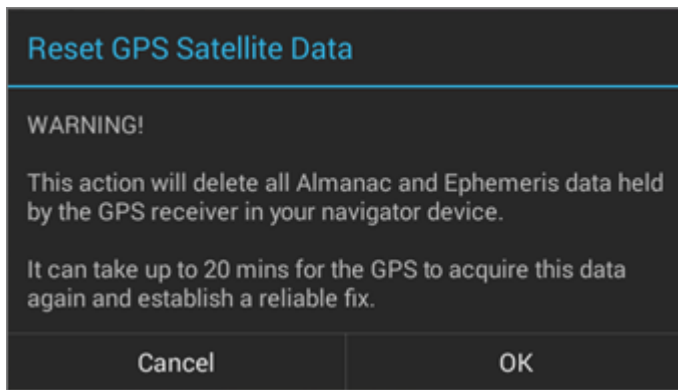 Reset GPS Satellite Data
WARNING!
This action will delete all Almanac and Ephemeris data held
by the GPS receiver in your navigator device.
It can take up to 20 mins for the GPS to acquire this data
again and establish a reliable fix.
Cancel
OK